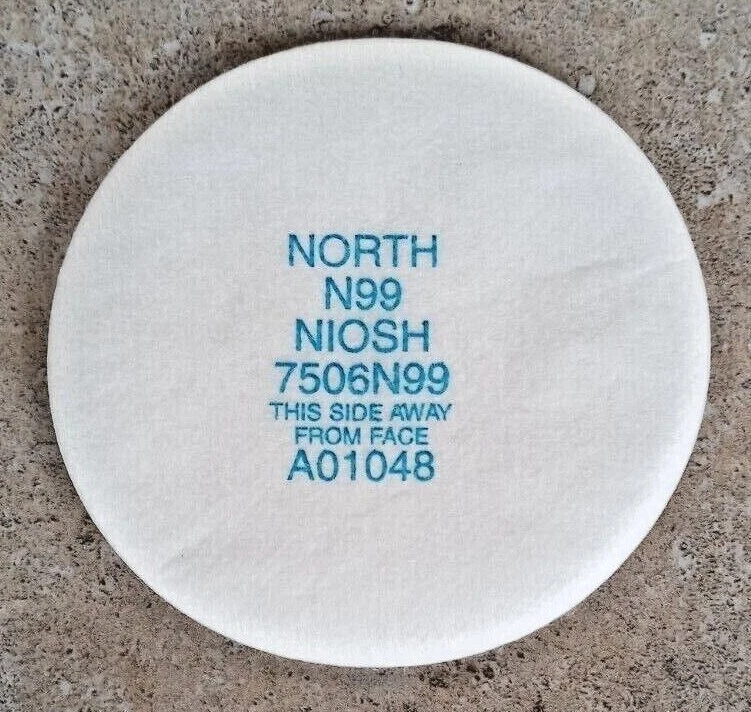 NORTH
N99
NIOSH
7506N99
THIS SIDE AWAY
FROM FACE
A01048